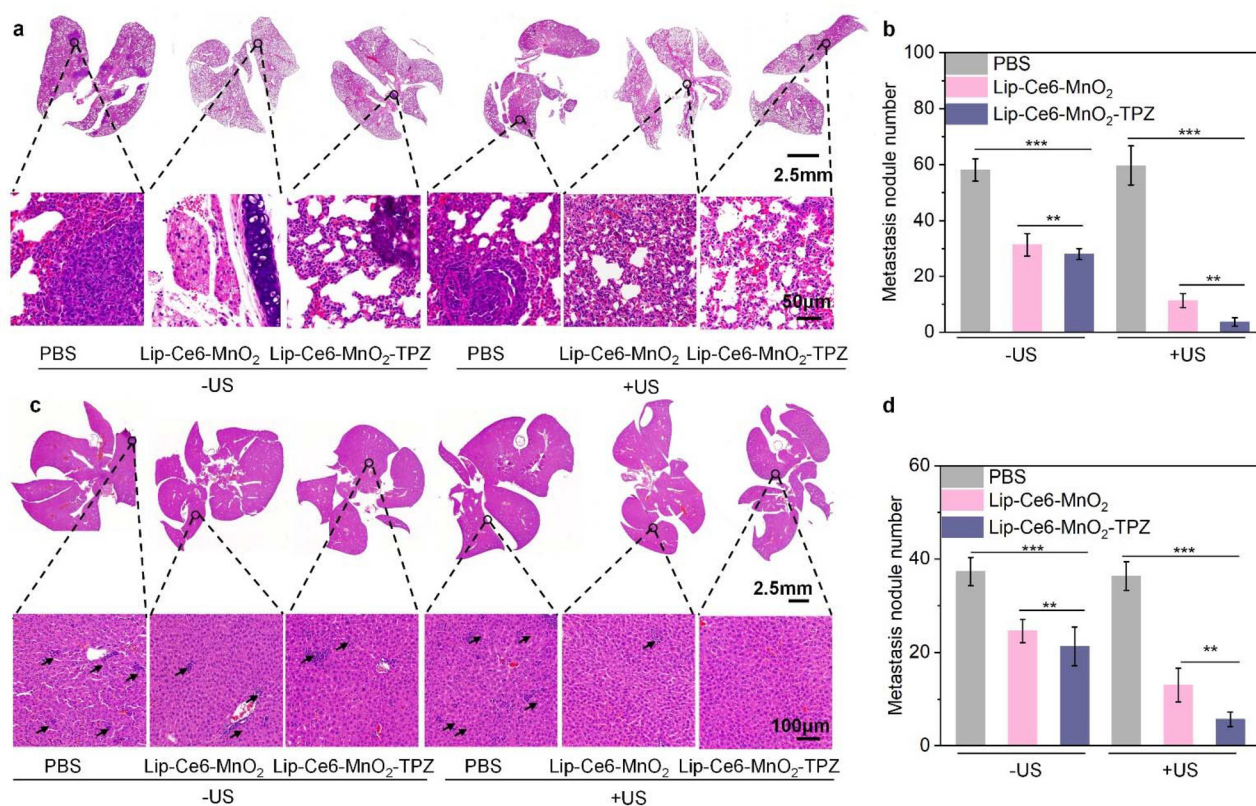 a
2.5mm
50µm
PBS Lip-Ce6-MnO₂ Lip-Ce6-MnO₂-TPZ PBS Lip-Ce6-MnO₂ Lip-Ce6-MnO₂-TPZ
-US +US
b
Metastasis nodule number
100
80
60
40
20
0
PBS
Lip-Ce6-MnO₂
Lip-Ce6-MnO₂-TPZ
*** ***
** **
-US +US
c
2.5mm
100µm
PBS Lip-Ce6-MnO₂ Lip-Ce6-MnO₂-TPZ PBS Lip-Ce6-MnO₂ Lip-Ce6-MnO₂-TPZ
-US +US
d
Metastasis nodule number
60
40
20
0
PBS
Lip-Ce6-MnO₂
Lip-Ce6-MnO₂-TPZ
*** ***
** **
-US +US